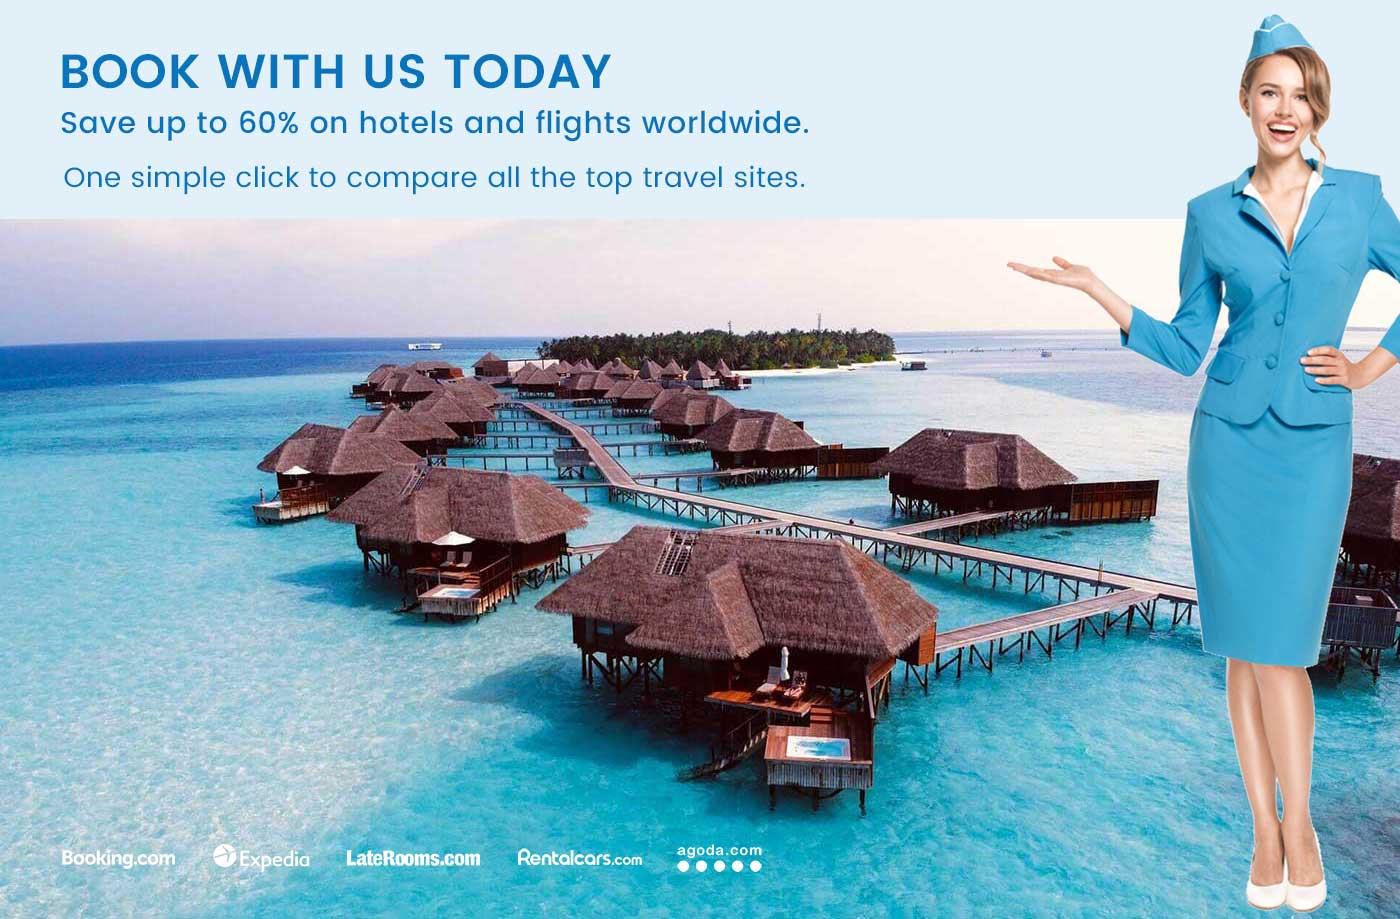 BOOK WITH US TODAY
Save up to 60% on hotels and flights worldwide.
One simple click to compare all the top travel sites.
Booking.com Expedia LateRooms.com Rentalcars.com agoda.com